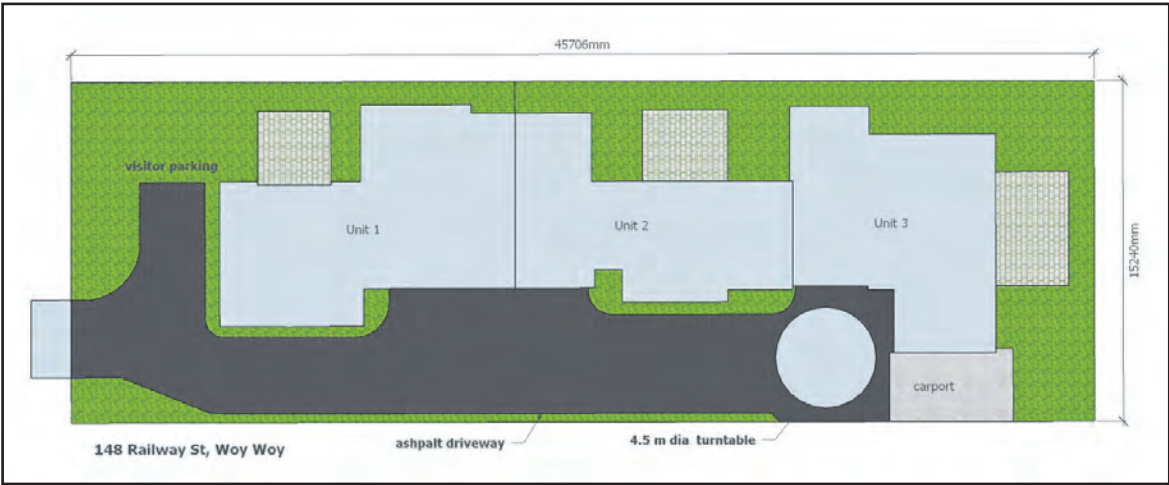 45706mm
15240mm
visitor parking
Unit 1
Unit 2
Unit 3
carport
148 Railway St, Woy Woy
ashpalt driveway
4.5 m dia turntable